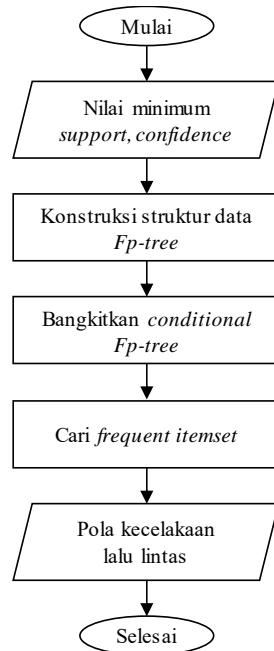 Mulai
Nilai minimum
support, confidence
Konstruksi struktur data
Fp-tree
Bangkitkan conditional
Fp-tree
Cari frequent itemset
Pola kecelakaan
lalu lintas
Selesai